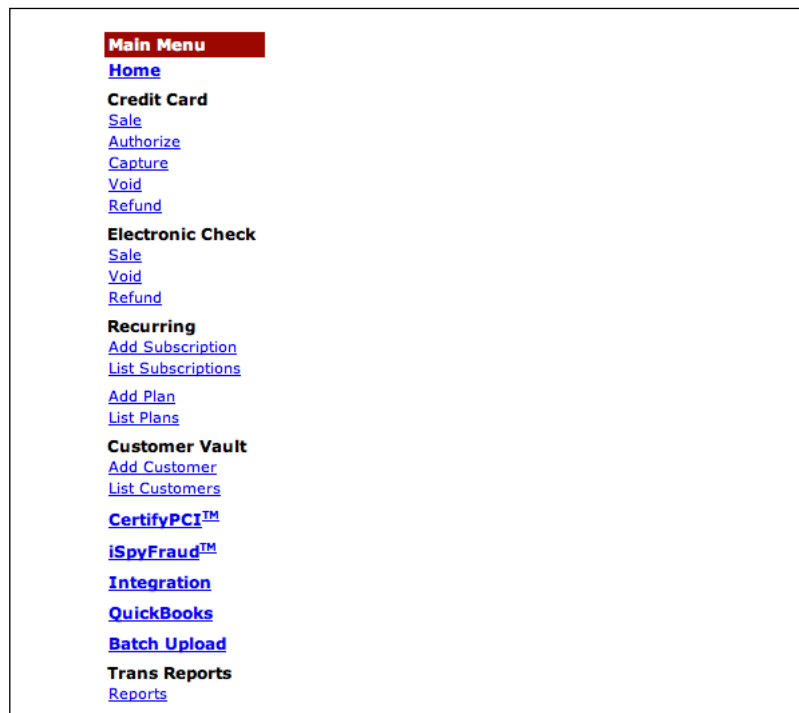 Main Menu
Home
Credit Card
Sale
Authorize
Capture
Void
Refund
Electronic Check
Sale
Void
Refund
Recurring
Add Subscription
List Subscriptions
Add Plan
List Plans
Customer Vault
Add Customer
List Customers
CertifyPCI™
iSpyFraud™
Integration
QuickBooks
Batch Upload
Trans Reports
Reports